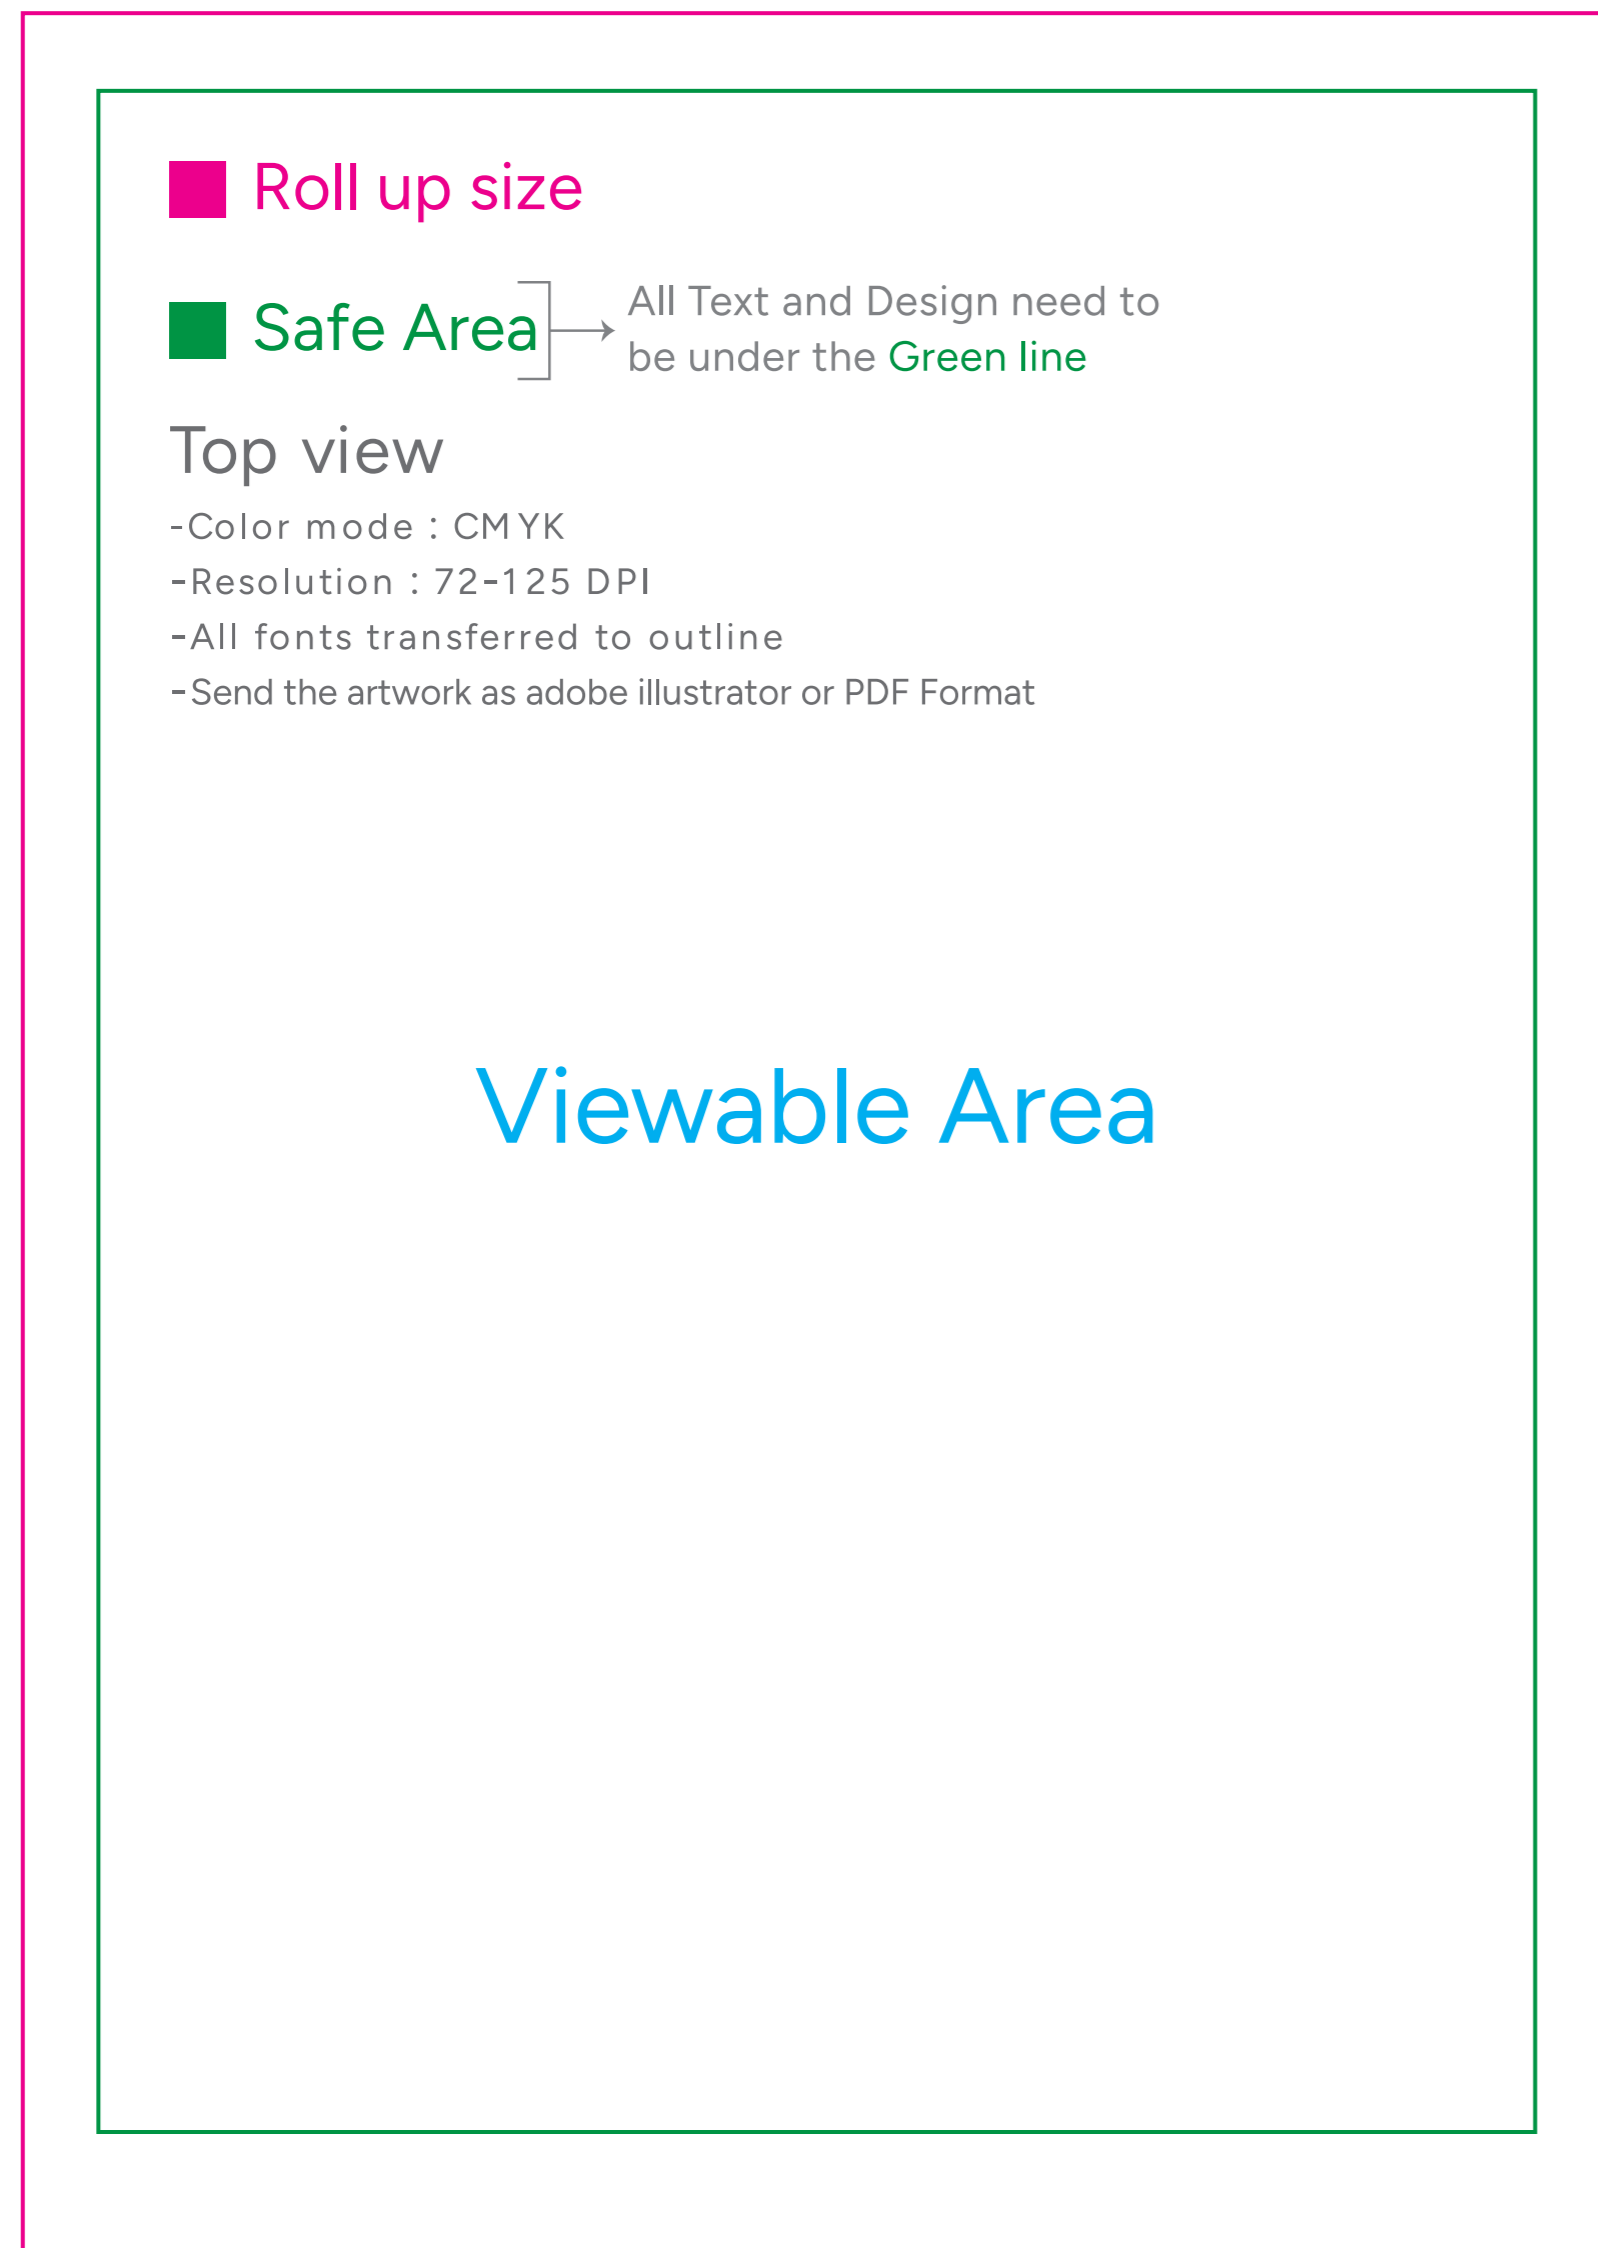 Roll up size
Safe Area
All Text and Design need to
be under the Green line
Top view
-Color mode : CMYK
-Resolution : 72-125 DPI
-All fonts transferred to outline
-Send the artwork as adobe illustrator or PDF Format
Viewable Area